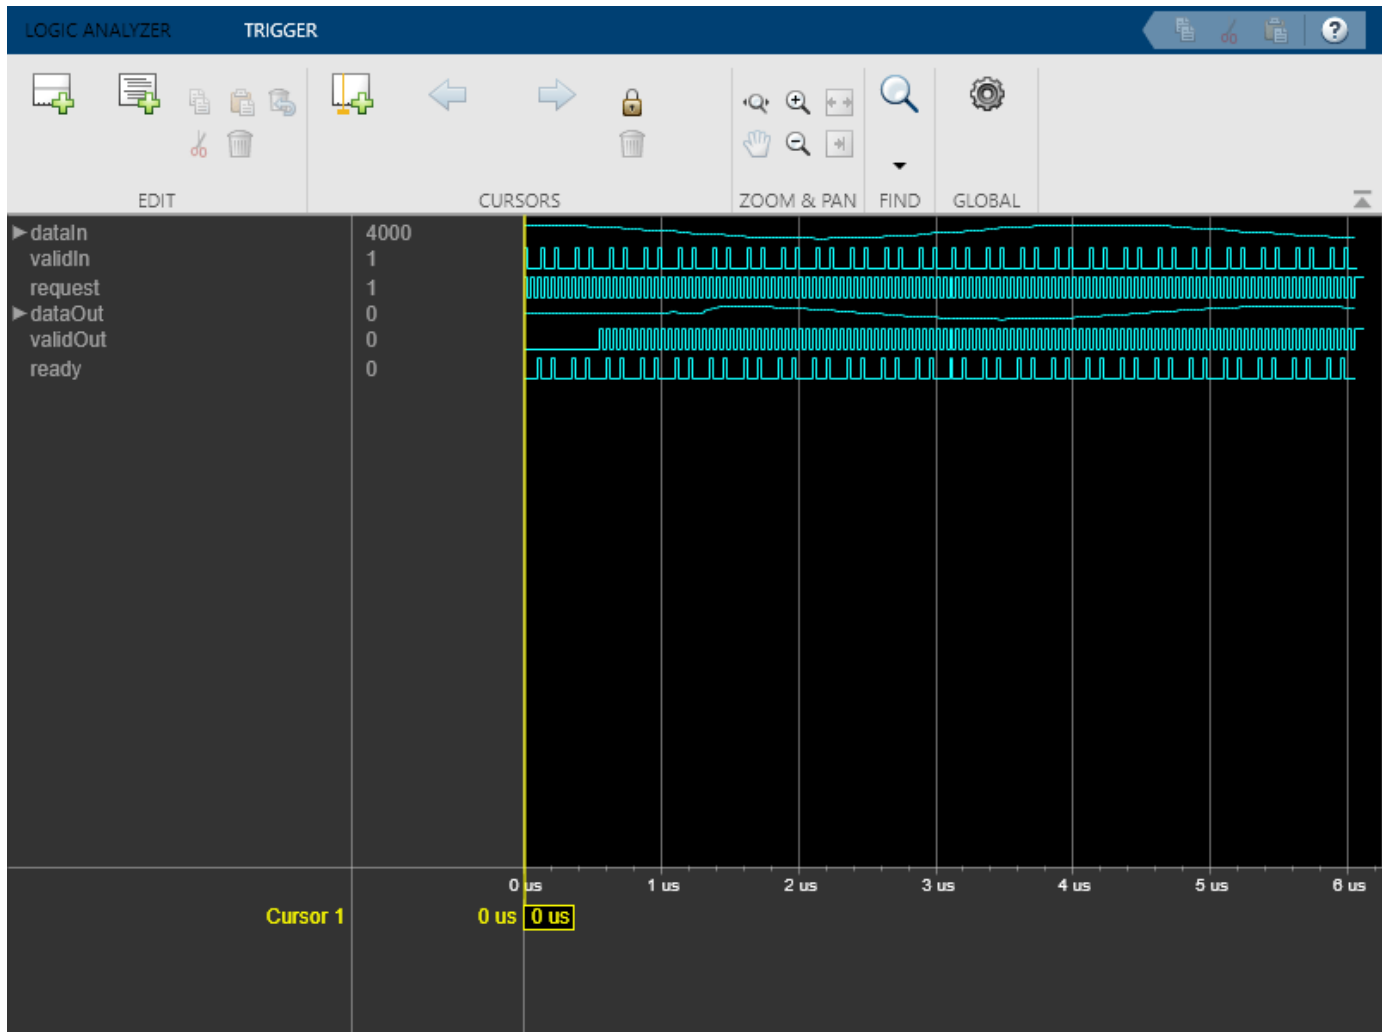 LOGIC ANALYZER TRIGGER ?
EDIT CURSORS ZOOM & PAN FIND GLOBAL
dataIn 4000
validIn 1
request 1
dataOut 0
validOut 0
ready 0
0 us 1 us 2 us 3 us 4 us 5 us 6 us
Cursor 1 0 us 0 us